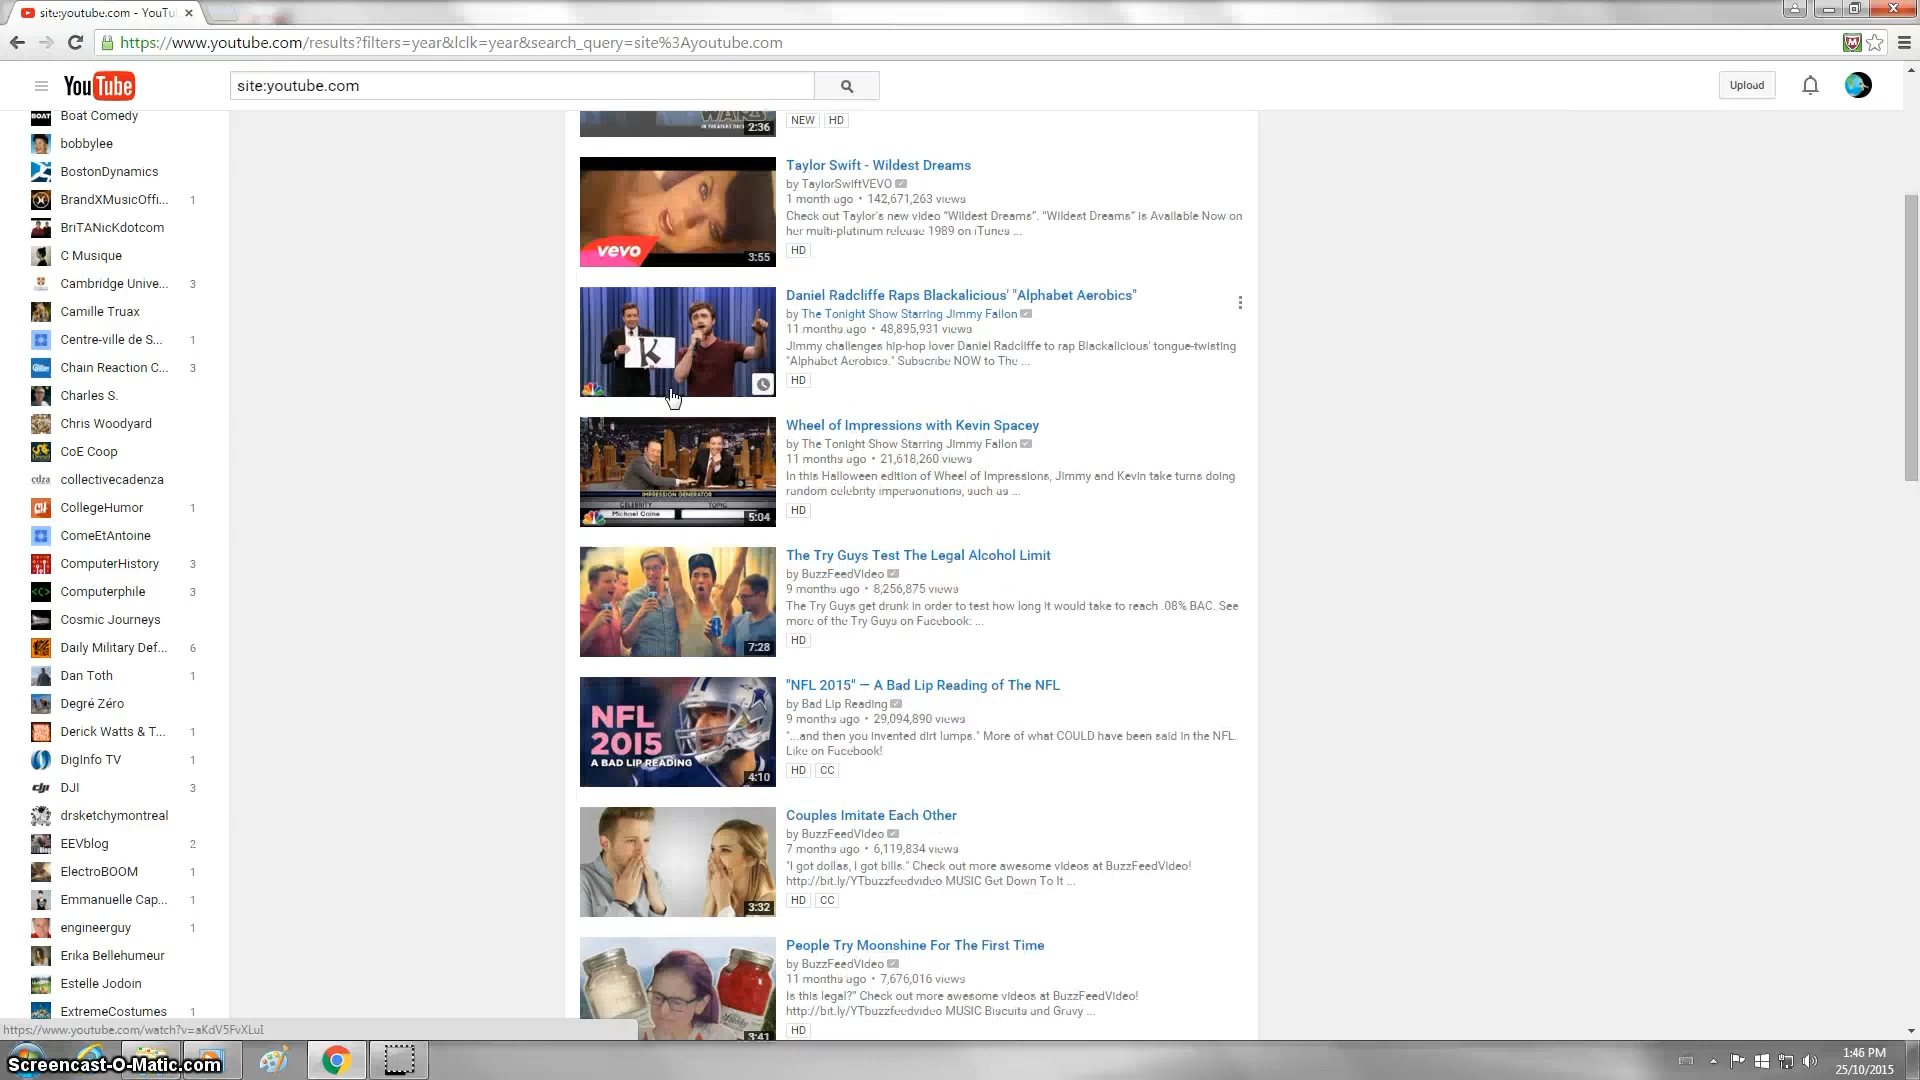 site:youtube.com - YouTu
https://www.youtube.com/results?filters=year&lclk=year&search_query=site%3Ayoutube.com
YouTube
site:youtube.com
Upload
Boat Comedy
bobbylee
BostonDynamics
BrandXMusicOffi... 1
BriTANicKdotcom
C Musique
Cambridge Unive... 3
Camille Truax
Centre-ville de S... 1
Chain Reaction C... 3
Charles S.
Chris Woodyard
CoE Coop
collectivecadenza
CollegeHumor 1
ComeEtAntoine
ComputerHistory 3
Computerphile 3
Cosmic Journeys
Daily Military Def... 6
Dan Toth 1
Degré Zéro
Derick Watts & T... 1
DigInfo TV 1
DJI 3
drsketchymontreal
EEVblog 2
ElectroBOOM 1
Emmanuelle Cap... 1
engineerguy 1
Erika Bellehumeur
Estelle Jodoin
ExtremeCostumes 1
2:36
NEW HD
vevo
3:55
Taylor Swift - Wildest Dreams
by TaylorSwiftVEVO
1 month ago • 142,671,263 views
Check out Taylor's new video "Wildest Dreams". "Wildest Dreams" is Available Now on
her multi-platinum release 1989 on iTunes ...
HD
K
Daniel Radcliffe Raps Blackalicious' "Alphabet Aerobics"
by The Tonight Show Starring Jimmy Fallon
11 months ago • 48,895,931 views
Jimmy challenges hip-hop lover Daniel Radcliffe to rap Blackalicious' tongue-twisting
"Alphabet Aerobics." Subscribe NOW to The ...
HD
IMPRESSION GENERATOR
CELEBRITY TOPIC
Michael Caine
5:04
Wheel of Impressions with Kevin Spacey
by The Tonight Show Starring Jimmy Fallon
11 months ago • 21,618,260 views
In this Halloween edition of Wheel of Impressions, Jimmy and Kevin take turns doing
random celebrity impersonations, such as ...
HD
7:28
The Try Guys Test The Legal Alcohol Limit
by BuzzFeedVideo
9 months ago • 8,256,875 views
The Try Guys get drunk in order to test how long it would take to reach .08% BAC. See
more of the Try Guys on Facebook: ...
HD
NFL
2015
A BAD LIP READING
4:10
"NFL 2015" — A Bad Lip Reading of The NFL
by Bad Lip Reading
9 months ago • 29,094,890 views
"...and then you invented dirt lumps." More of what COULD have been said in the NFL.
Like on Facebook!
HD CC
3:32
Couples Imitate Each Other
by BuzzFeedVideo
7 months ago • 6,119,834 views
"I got dollas, I got bills." Check out more awesome videos at BuzzFeedVideo!
http://bit.ly/YTbuzzfeedvideo MUSIC Get Down To It ...
HD CC
3:41
People Try Moonshine For The First Time
by BuzzFeedVideo
11 months ago • 7,676,016 views
Is this legal?" Check out more awesome videos at BuzzFeedVideo!
http://bit.ly/YTbuzzfeedvideo MUSIC Biscuits and Gravy ...
HD
https://www.youtube.com/watch?v=aKdV5FvXLuI
Screencast-O-Matic.com
1:46 PM
25/10/2015